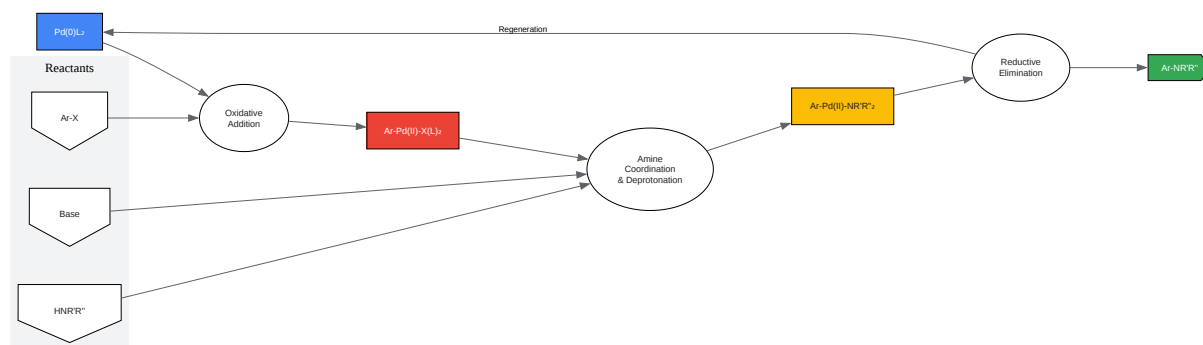 Pd(0)L₂
Regeneration
Reductive
Elimination
Ar-NR'R"
Reactants
Ar-X
Oxidative
Addition
Ar-Pd(II)-X(L)₂
Ar-Pd(II)-NR'R"₂
Amine
Coordination
& Deprotonation
Base
HNR'R"